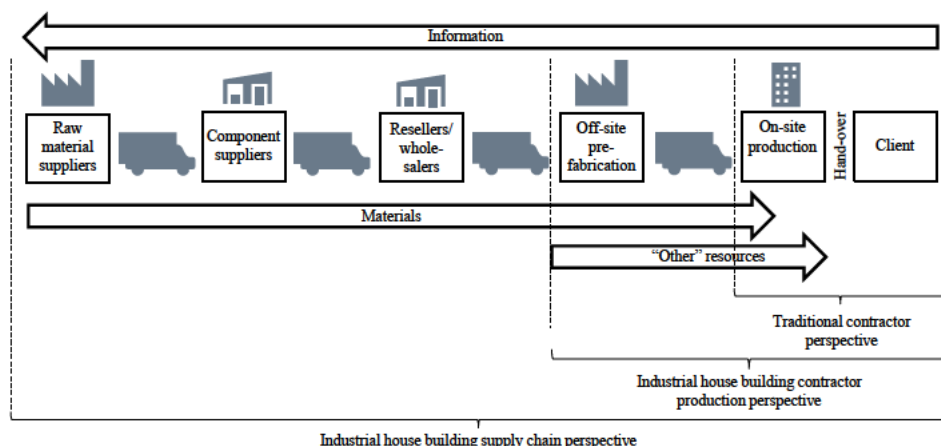 Information
Raw
material
suppliers
Component
suppliers
Resellers/
whole-
salers
Off-site
pre-
fabrication
On-site
production
Hand-over
Client
Materials
“Other” resources
Traditional contractor
perspective
Industrial house building contractor
production perspective
Industrial house building supply chain perspective